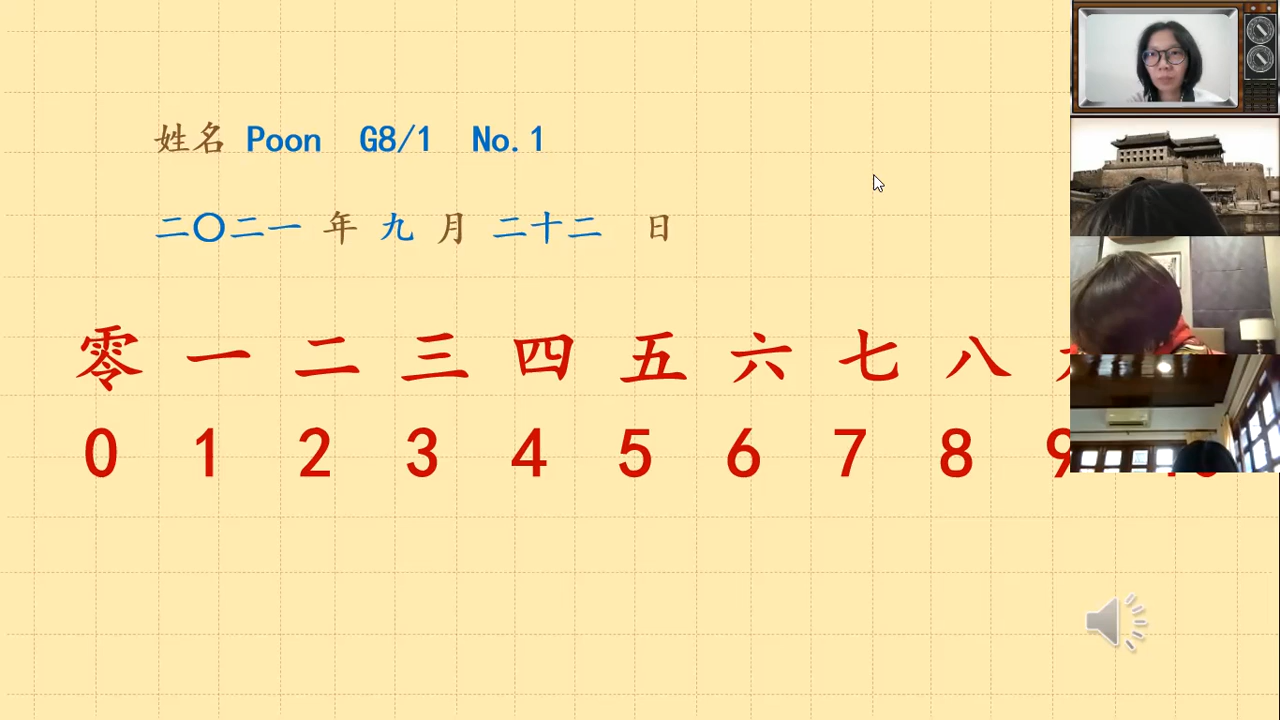 姓名 Poon G8/1 No.1
二〇二一 年 九 月 二十二 日
零 一 二 三 四 五 六 七 八
0 1 2 3 4 5 6 7 8 9